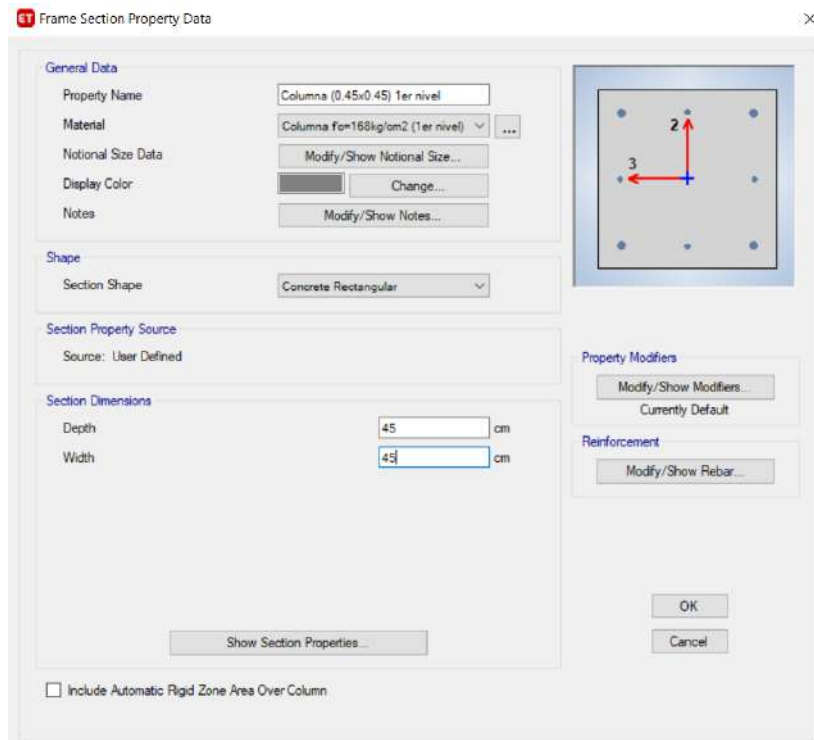 ET Frame Section Property Data
General Data
Property Name Columna (0.45x0.45) 1er nivel
Material Columna f'c=168kg/cm2 (1er nivel) ...
Notional Size Data Modify/Show Notional Size...
Display Color Change...
Notes Modify/Show Notes...
Shape
Section Shape Concrete Rectangular
Section Property Source
Source: User Defined
Section Dimensions
Depth 45 cm
Width 45 cm
Show Section Properties...
Include Automatic Rigid Zone Area Over Column
2
3
Property Modifiers
Modify/Show Modifiers...
Currently Default
Reinforcement
Modify/Show Rebar...
OK
Cancel